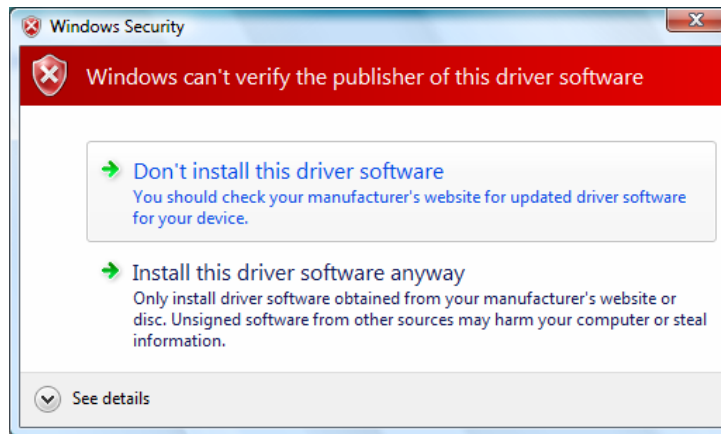 Windows Security
Windows can't verify the publisher of this driver software
Don't install this driver software
You should check your manufacturer's website for updated driver software
for your device.
Install this driver software anyway
Only install driver software obtained from your manufacturer's website or
disc. Unsigned software from other sources may harm your computer or steal
information.
See details